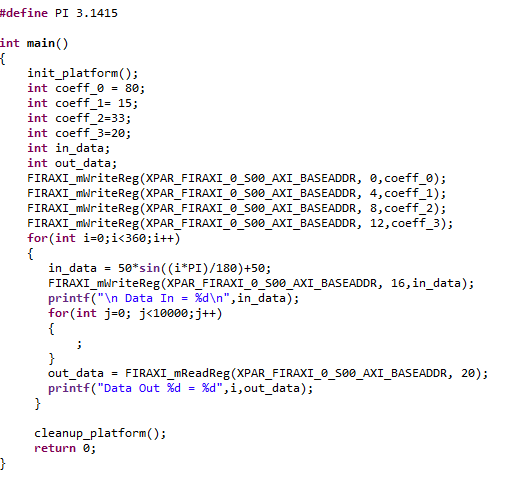 #define PI 3.1415
int main()
{
init_platform();
int coeff_0 = 80;
int coeff_1= 15;
int coeff_2=33;
int coeff_3=20;
int in_data;
int out_data;
FIRAXI_mWriteReg(XPAR_FIRAXI_0_S00_AXI_BASEADDR, 0,coeff_0);
FIRAXI_mWriteReg(XPAR_FIRAXI_0_S00_AXI_BASEADDR, 4,coeff_1);
FIRAXI_mWriteReg(XPAR_FIRAXI_0_S00_AXI_BASEADDR, 8,coeff_2);
FIRAXI_mWriteReg(XPAR_FIRAXI_0_S00_AXI_BASEADDR, 12,coeff_3);
for(int i=0;i<360;i++)
{
in_data = 50*sin((i*PI)/180)+50;
FIRAXI_mWriteReg(XPAR_FIRAXI_0_S00_AXI_BASEADDR, 16,in_data);
printf("\n Data In = %d\n",in_data);
for(int j=0; j<10000;j++)
{
;
}
out_data = FIRAXI_mReadReg(XPAR_FIRAXI_0_S00_AXI_BASEADDR, 20);
printf("Data Out %d = %d",i,out_data);
}
cleanup_platform();
return 0;
}